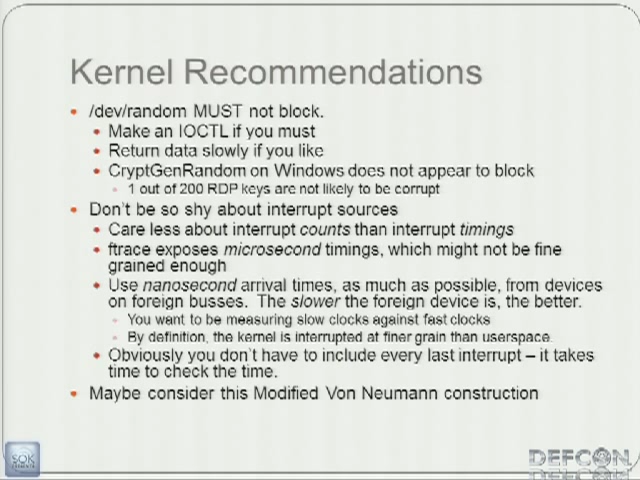 Kernel Recommendations
/dev/random MUST not block.
Make an IOCTL if you must
Return data slowly if you like
CryptGenRandom on Windows does not appear to block
1 out of 200 RDP keys are not likely to be corrupt
Don't be so shy about interrupt sources
Care less about interrupt counts than interrupt timings
ftrace exposes microsecond timings, which might not be fine
grained enough
Use nanosecond arrival times, as much as possible, from devices
on foreign busses. The slower the foreign device is, the better.
You want to be measuring slow clocks against fast clocks
By definition, the kernel is interrupted at finer grain than userspace.
Obviously you don't have to include every last interrupt – it takes
time to check the time.
Maybe consider this Modified Von Neumann construction
SOK
DEFCON